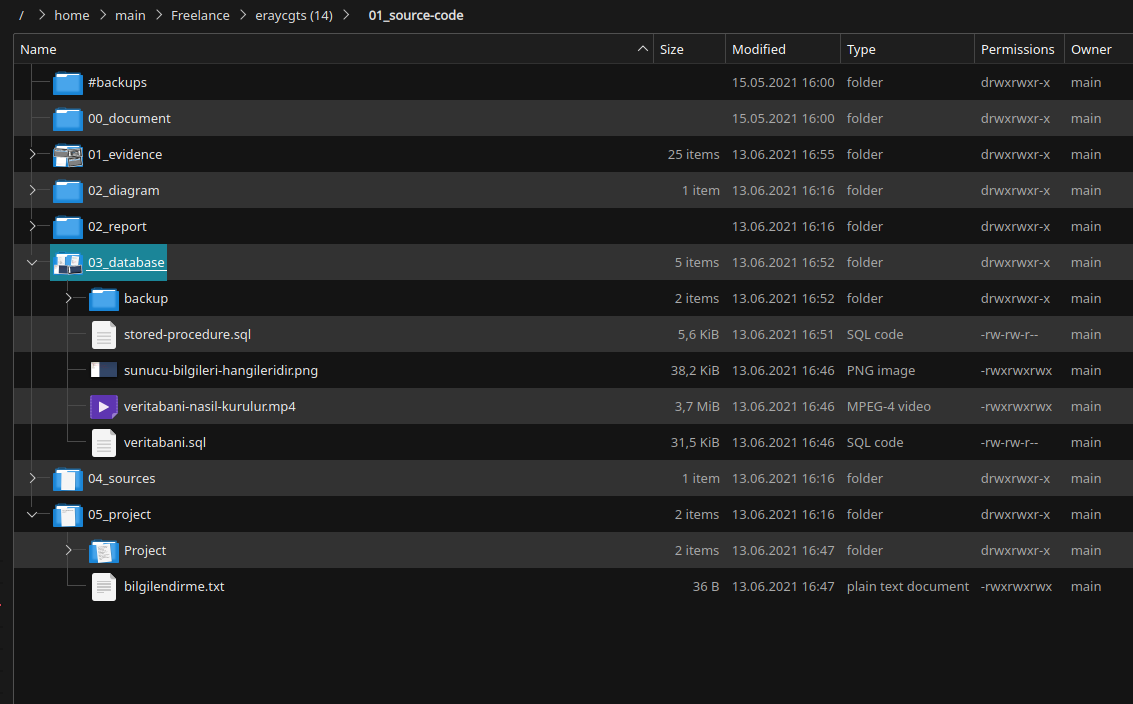 / > home > main > Freelance > eraycgts (14) > 01_source-code
Name Size Modified Type Permissions Owner
#backups 15.05.2021 16:00 folder drwxrwxr-x main
00_document 15.05.2021 16:00 folder drwxrwxr-x main
01_evidence 25 items 13.06.2021 16:55 folder drwxrwxr-x main
02_diagram 1 item 13.06.2021 16:16 folder drwxrwxr-x main
02_report 13.06.2021 16:16 folder drwxrwxr-x main
03_database 5 items 13.06.2021 16:52 folder drwxrwxr-x main
backup 2 items 13.06.2021 16:52 folder drwxrwxr-x main
stored-procedure.sql 5,6 KiB 13.06.2021 16:51 SQL code -rw-rw-r-- main
sunucu-bilgileri-hangileridir.png 38,2 KiB 13.06.2021 16:46 PNG image -rwxrwxrwx main
veritabani-nasil-kurulur.mp4 3,7 MiB 13.06.2021 16:46 MPEG-4 video -rwxrwxrwx main
veritabani.sql 31,5 KiB 13.06.2021 16:46 SQL code -rw-rw-r-- main
04_sources 1 item 13.06.2021 16:16 folder drwxrwxr-x main
05_project 2 items 13.06.2021 16:16 folder drwxrwxr-x main
Project 2 items 13.06.2021 16:47 folder drwxrwxr-x main
bilgilendirme.txt 36 B 13.06.2021 16:47 plain text document -rwxrwxrwx main